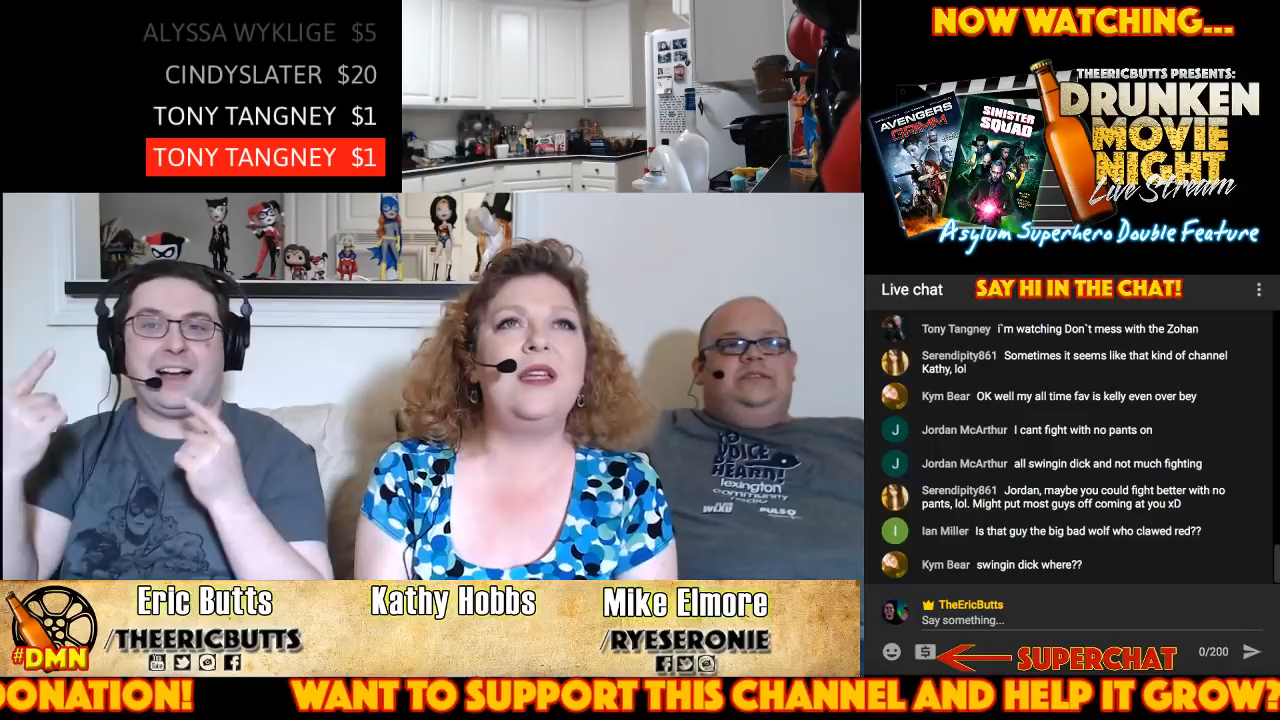 ALYSSA WYKLIGE $5
CINDYSLATER $20
TONY TANGNEY $1
TONY TANGNEY $1
NOW WATCHING...
THEERICBUTTS PRESENTS:
DRUNKEN
MOVIE
NIGHT
Live Stream
AVENGERS
GRIMM
SINISTER
SQUAD
Asylum Superhero Double Feature
Live chat
SAY HI IN THE CHAT!
Tony Tangney i`m watching Don`t mess with the Zohan
Serendipity861 Sometimes it seems like that kind of channel
Kathy, lol
Kym Bear OK well my all time fav is kelly even over bey
J Jordan McArthur I cant fight with no pants on
J Jordan McArthur all swingin dick and not much fighting
Serendipity861 Jordan, maybe you could fight better with no
pants, lol. Might put most guys off coming at you xD
I Ian Miller Is that guy the big bad wolf who clawed red??
Kym Bear swingin dick where??
TheEricButts
Say something...
SUPERCHAT
0/200
VOICE
HEARD!
lexington
community
WLXU
PULSO
Eric Butts
Kathy Hobbs
Mike Elmore
#DMN
/THEERICBUTTS
/RYESERONIE
DONATION! WANT TO SUPPORT THIS CHANNEL AND HELP IT GROW?